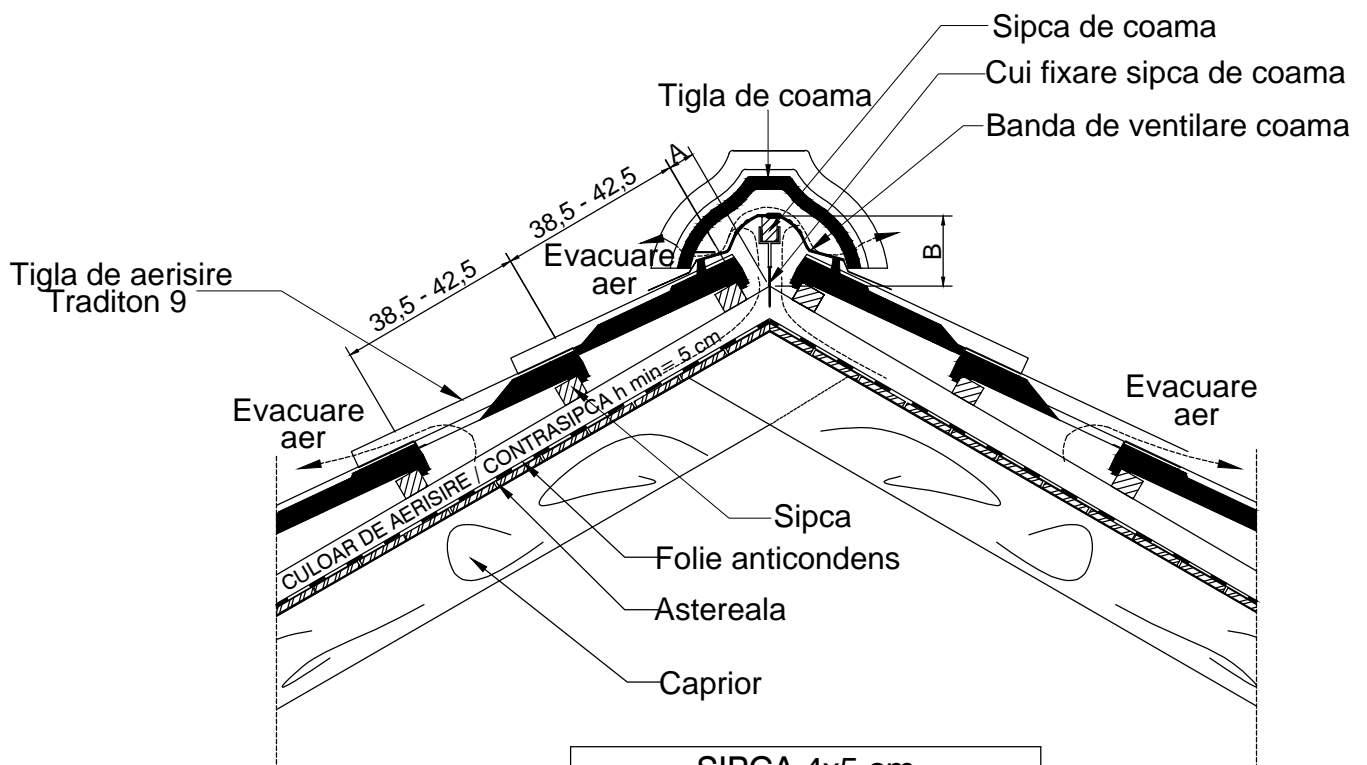 Sipca de coama
Cui fixare sipca de coama
Tigla de coama
Banda de ventilare coama
A
38,5 - 42,5
B
Evacuare
aer
Tigla de aerisire
Traditon 9
38,5 - 42,5
CULOAR DE AERISIRE / CONTRASIPCA h min= 5 cm
Evacuare
aer
Evacuare
aer
Sipca
Folie anticondens
Astereala
Caprior
SIPCA 4x5 cm